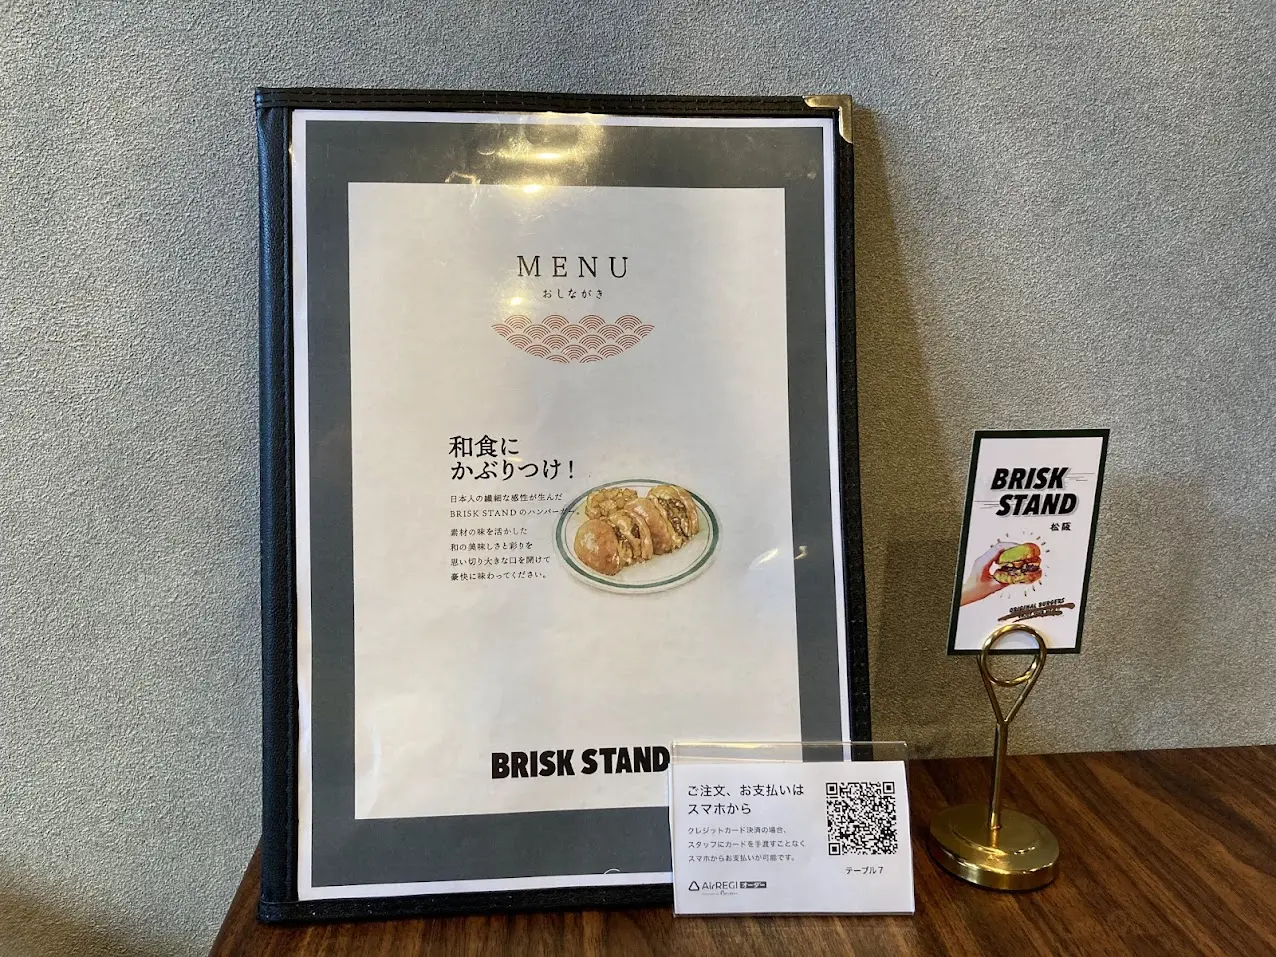 MENU
おしながき
和食に
かぶりつけ！
日本人の繊細な感性が生んだ
BRISK STANDのハンバーガー。
素材の味を活かした
和の美味しさと彩りを
思い切り大きな口を開けて
豪快に味わってください。
BRISK STAND
ご注文、お支払いは
スマホから
クレジットカード決済の場合、
スタッフにカードを手渡すことなく
スマホからお支払いが可能です。
AirREGI オーダー
テーブル7
BRISK
STAND
松阪
ORIGINAL BURGERS